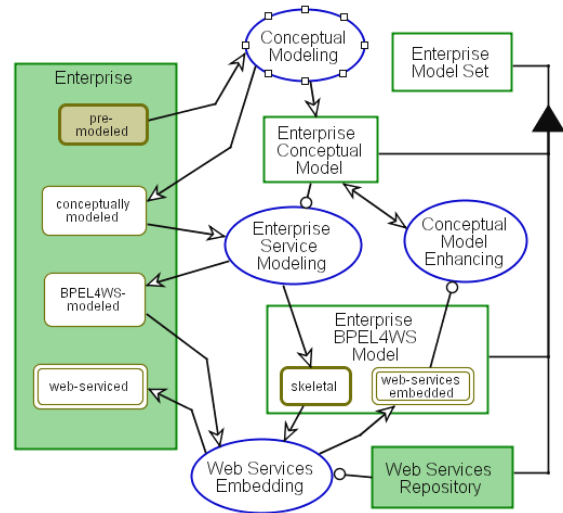 Conceptual
Modeling
Enterprise
Model Set
Enterprise
pre-
modeled
Enterprise
Conceptual
Model
conceptually
modeled
Enterprise
Service
Modeling
Conceptual
Model
Enhancing
BPEL4WS-
modeled
Enterprise
BPEL4WS
Model
web-serviced
skeletal
web-services
embedded
Web Services
Embedding
Web Services
Repository